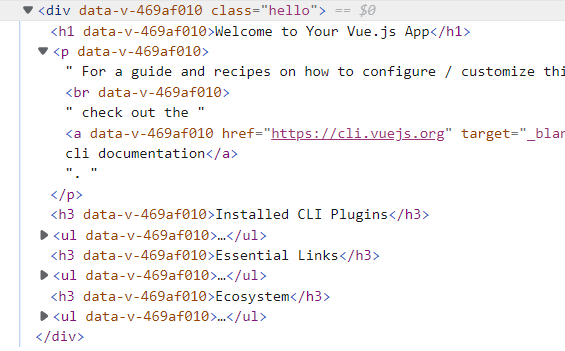 ▼<div data-v-469af010 class="hello"> == $0
<h1 data-v-469af010>Welcome to Your Vue.js App</h1>
▼<p data-v-469af010>
" For a guide and recipes on how to configure / customize thi
<br data-v-469af010>
" check out the "
<a data-v-469af010 href="https://cli.vuejs.org" target="_blan
cli documentation</a>
". "
</p>
<h3 data-v-469af010>Installed CLI Plugins</h3>
▶<ul data-v-469af010>…</ul>
<h3 data-v-469af010>Essential Links</h3>
▶<ul data-v-469af010>…</ul>
<h3 data-v-469af010>Ecosystem</h3>
▶<ul data-v-469af010>…</ul>
</div>